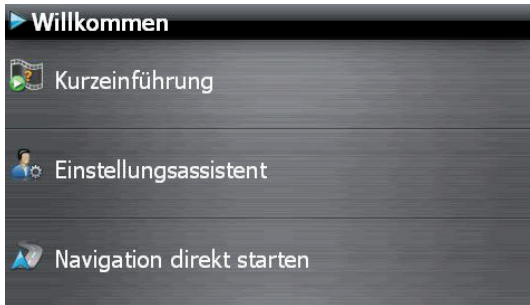 Willkommen
Kurzeinführung
Einstellungsassistent
Navigation direkt starten